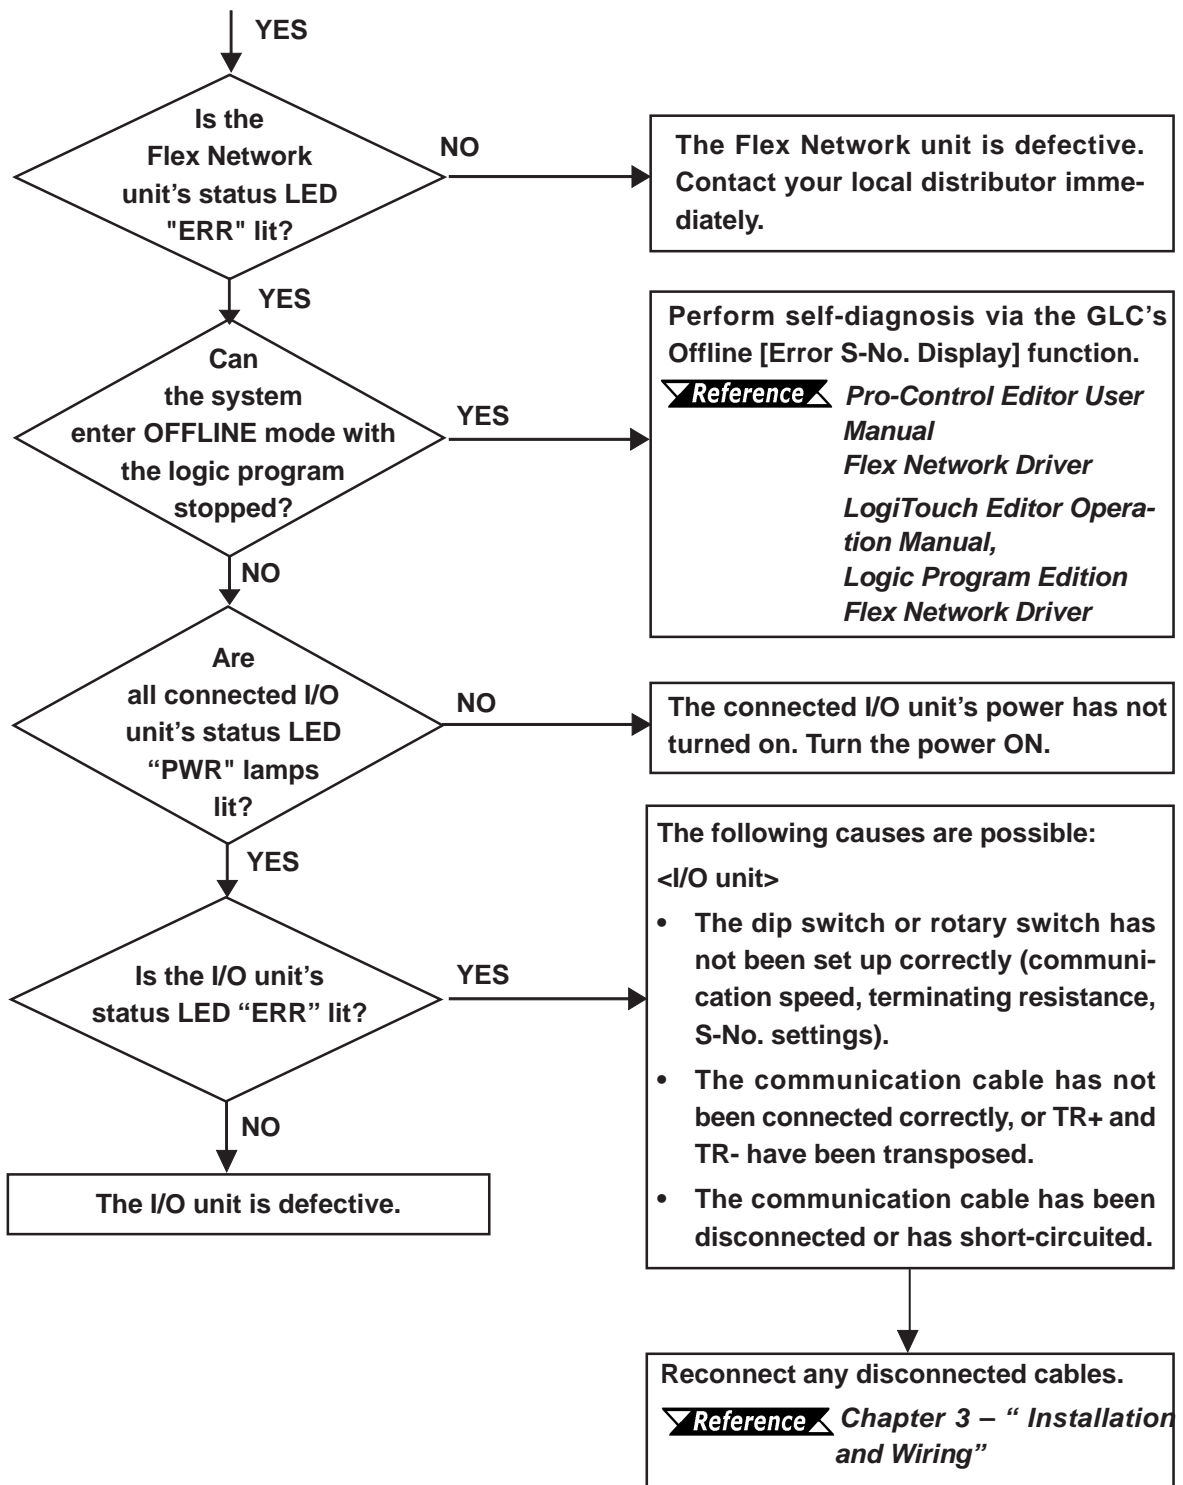 YES
Is the
Flex Network
unit's status LED
"ERR" lit?
NO
The Flex Network unit is defective.
Contact your local distributor imme-
diately.
YES
Can
the system
enter OFFLINE mode with
the logic program
stopped?
YES
Perform self-diagnosis via the GLC's
Offline [Error S-No. Display] function.
Reference Pro-Control Editor User
Manual
Flex Network Driver
LogiTouch Editor Opera-
tion Manual,
Logic Program Edition
Flex Network Driver
NO
Are
all connected I/O
unit's status LED
“PWR" lamps
lit?
NO
The connected I/O unit's power has not
turned on. Turn the power ON.
YES
Is the I/O unit's
status LED “ERR” lit?
YES
The following causes are possible:
<I/O unit>
• The dip switch or rotary switch has
not been set up correctly (communi-
cation speed, terminating resistance,
S-No. settings).
• The communication cable has not
been connected correctly, or TR+ and
TR- have been transposed.
• The communication cable has been
disconnected or has short-circuited.
NO
The I/O unit is defective.
Reconnect any disconnected cables.
Reference Chapter 3 – “ Installation
and Wiring”